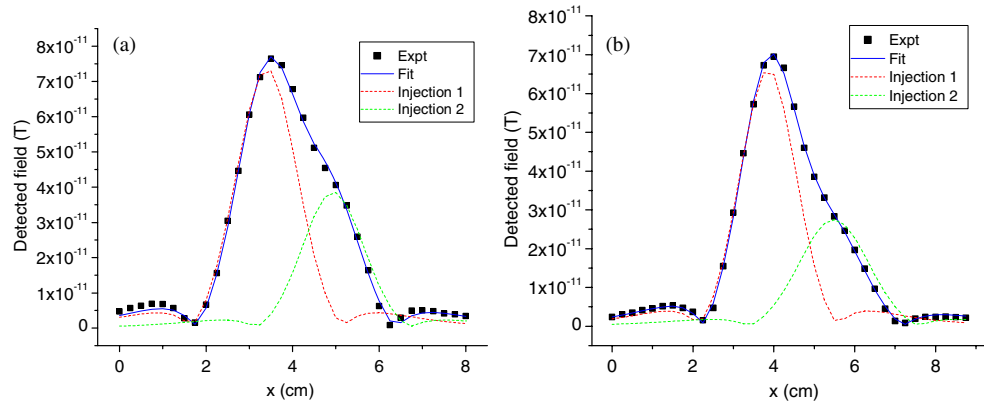 (a)
Expt
Fit
Injection 1
Injection 2
8x10⁻¹¹
7x10⁻¹¹
6x10⁻¹¹
5x10⁻¹¹
4x10⁻¹¹
3x10⁻¹¹
2x10⁻¹¹
1x10⁻¹¹
0
Detected field (T)
0 2 4 6 8
x (cm)
(b)
Expt
Fit
Injection 1
Injection 2
8x10⁻¹¹
7x10⁻¹¹
6x10⁻¹¹
5x10⁻¹¹
4x10⁻¹¹
3x10⁻¹¹
2x10⁻¹¹
1x10⁻¹¹
0
Detected field (T)
0 2 4 6 8
x (cm)